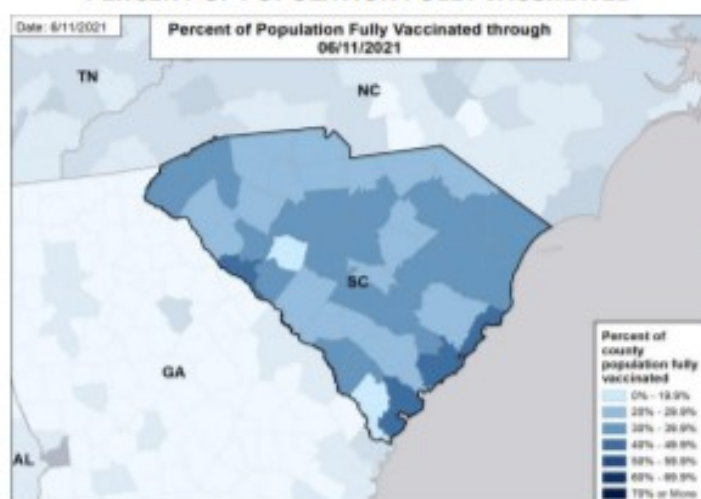 Date: 6/11/2021
Percent of Population Fully Vaccinated through
06/11/2021
TN
NC
SC
GA
AL
Percent of
county
population fully
vaccinated
0% - 19.9%
20% - 29.9%
30% - 39.9%
40% - 49.9%
50% - 59.9%
60% - 69.9%
70% or More